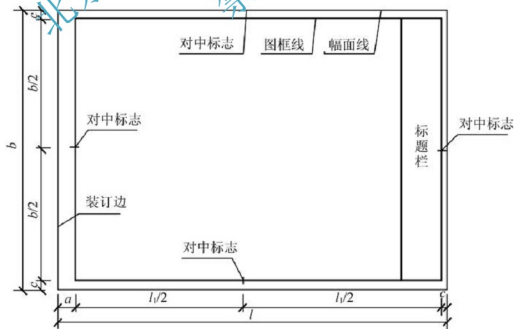 c
对中标志 图框线 幅面线
b/2
对中标志
对中标志
标题栏
b
b/2
装订边
对中标志
c
a l₁/2 l₁/2 c
l